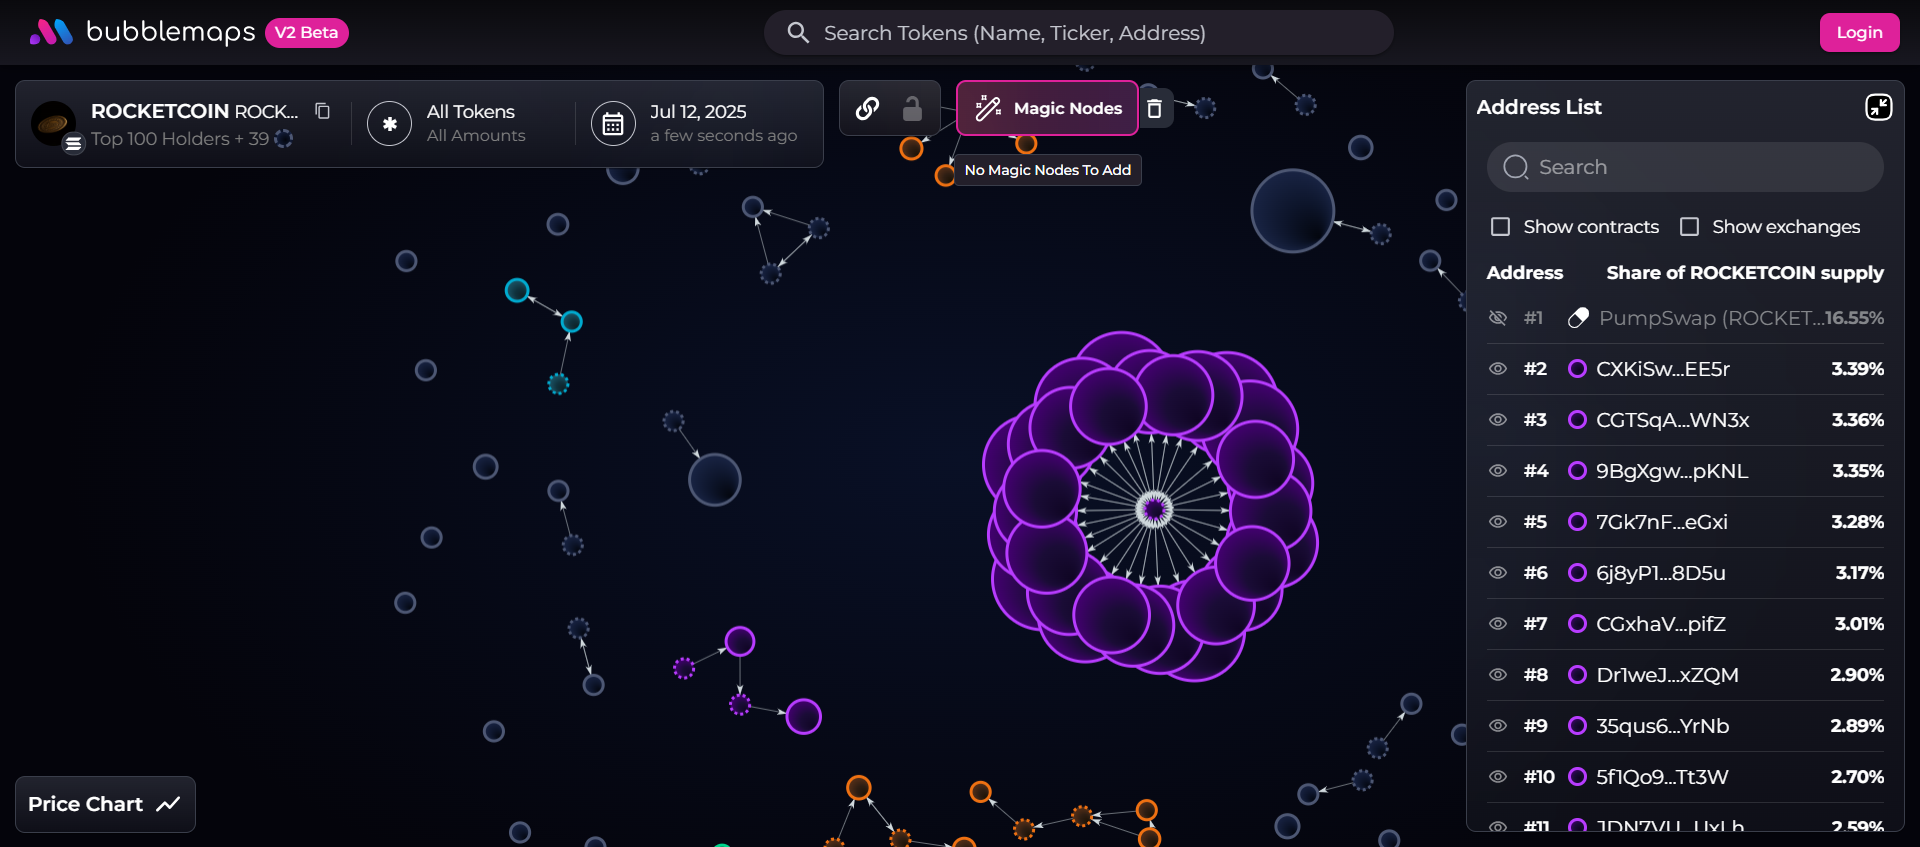 bubblemaps V2 Beta
Search Tokens (Name, Ticker, Address)
Login
ROCKETCOIN ROCK...
Top 100 Holders + 39
All Tokens
All Amounts
Jul 12, 2025
a few seconds ago
Magic Nodes
No Magic Nodes To Add
Address List
Search
Show contracts
Show exchanges
Address Share of ROCKETCOIN supply
#1 PumpSwap (ROCKET...16.55%
#2 CXKiSw...EE5r 3.39%
#3 CGTSqA...WN3x 3.36%
#4 9BgXgw...pKNL 3.35%
#5 7Gk7nF...eGxi 3.28%
#6 6j8yP1...8D5u 3.17%
#7 CGxhaV...pifZ 3.01%
#8 Dr1weJ...xZQM 2.90%
#9 35qus6...YrNb 2.89%
#10 5f1Qo9...Tt3W 2.70%
#11 2.59%
Price Chart